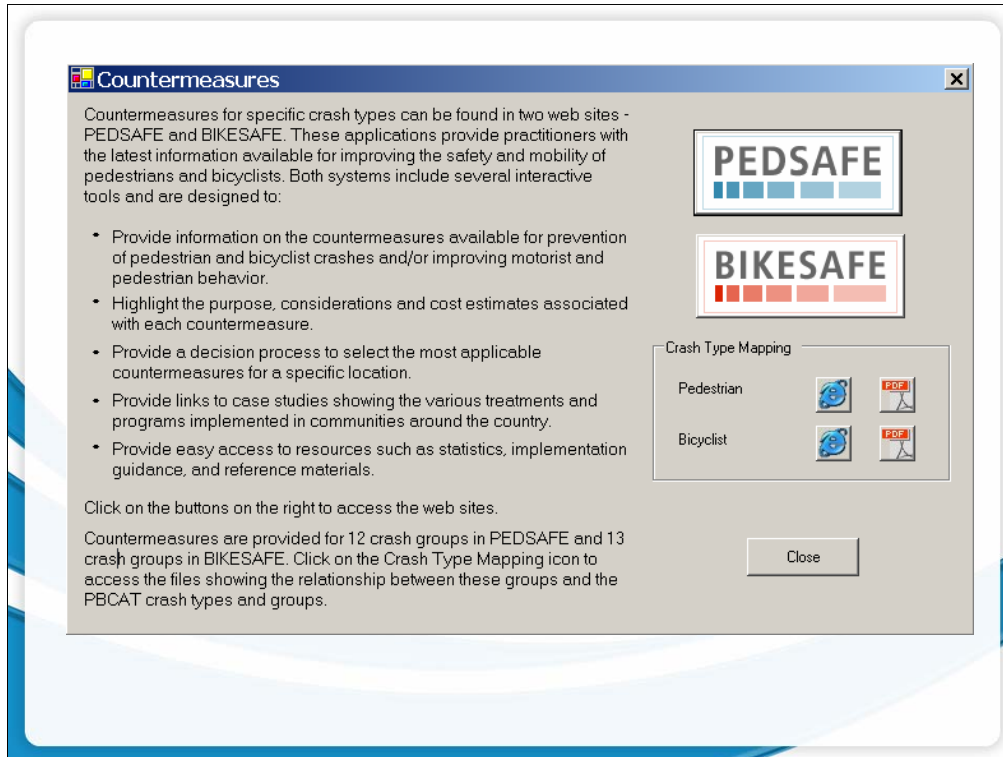 Countermeasures
Countermeasures for specific crash types can be found in two web sites -
PEDSAFE and BIKESAFE. These applications provide practitioners with
the latest information available for improving the safety and mobility of
pedestrians and bicyclists. Both systems include several interactive
tools and are designed to:
• Provide information on the countermeasures available for prevention
of pedestrian and bicyclist crashes and/or improving motorist and
pedestrian behavior.
• Highlight the purpose, considerations and cost estimates associated
with each countermeasure.
• Provide a decision process to select the most applicable
countermeasures for a specific location.
• Provide links to case studies showing the various treatments and
programs implemented in communities around the country.
• Provide easy access to resources such as statistics, implementation
guidance, and reference materials.
Click on the buttons on the right to access the web sites.
Countermeasures are provided for 12 crash groups in PEDSAFE and 13
crash groups in BIKESAFE. Click on the Crash Type Mapping icon to
access the files showing the relationship between these groups and the
PBCAT crash types and groups.
PEDSAFE
BIKESAFE
Crash Type Mapping
Pedestrian
PDF
Bicyclist
PDF
Close